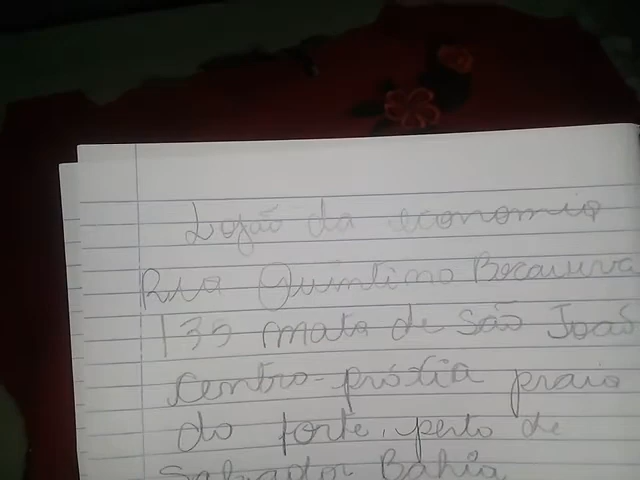 Lojão da economia
Rua Quintino Bocaiuva
135 mata de são João
centro-próxia praia
do forte, perto de
Salvador Bahia